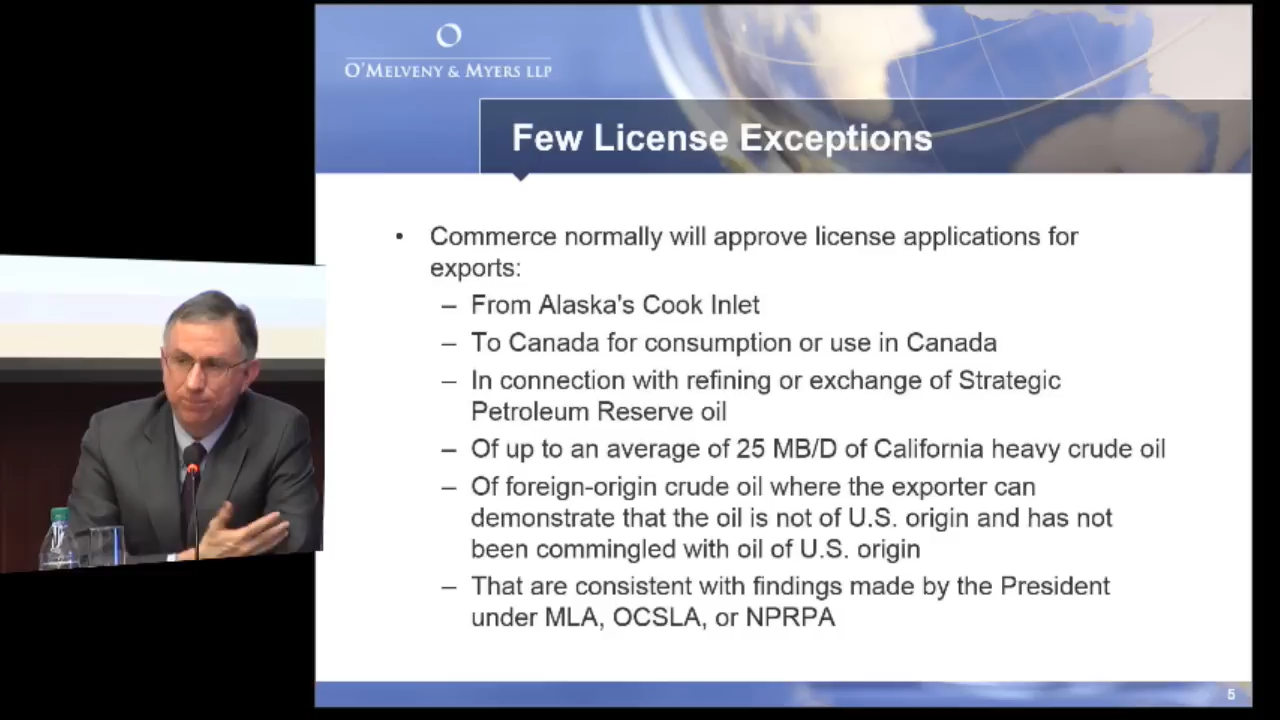 O'MELVENY & MYERS LLP
Few License Exceptions
• Commerce normally will approve license applications for
exports:
– From Alaska's Cook Inlet
– To Canada for consumption or use in Canada
– In connection with refining or exchange of Strategic
Petroleum Reserve oil
– Of up to an average of 25 MB/D of California heavy crude oil
– Of foreign-origin crude oil where the exporter can
demonstrate that the oil is not of U.S. origin and has not
been commingled with oil of U.S. origin
– That are consistent with findings made by the President
under MLA, OCSLA, or NPRPA
5